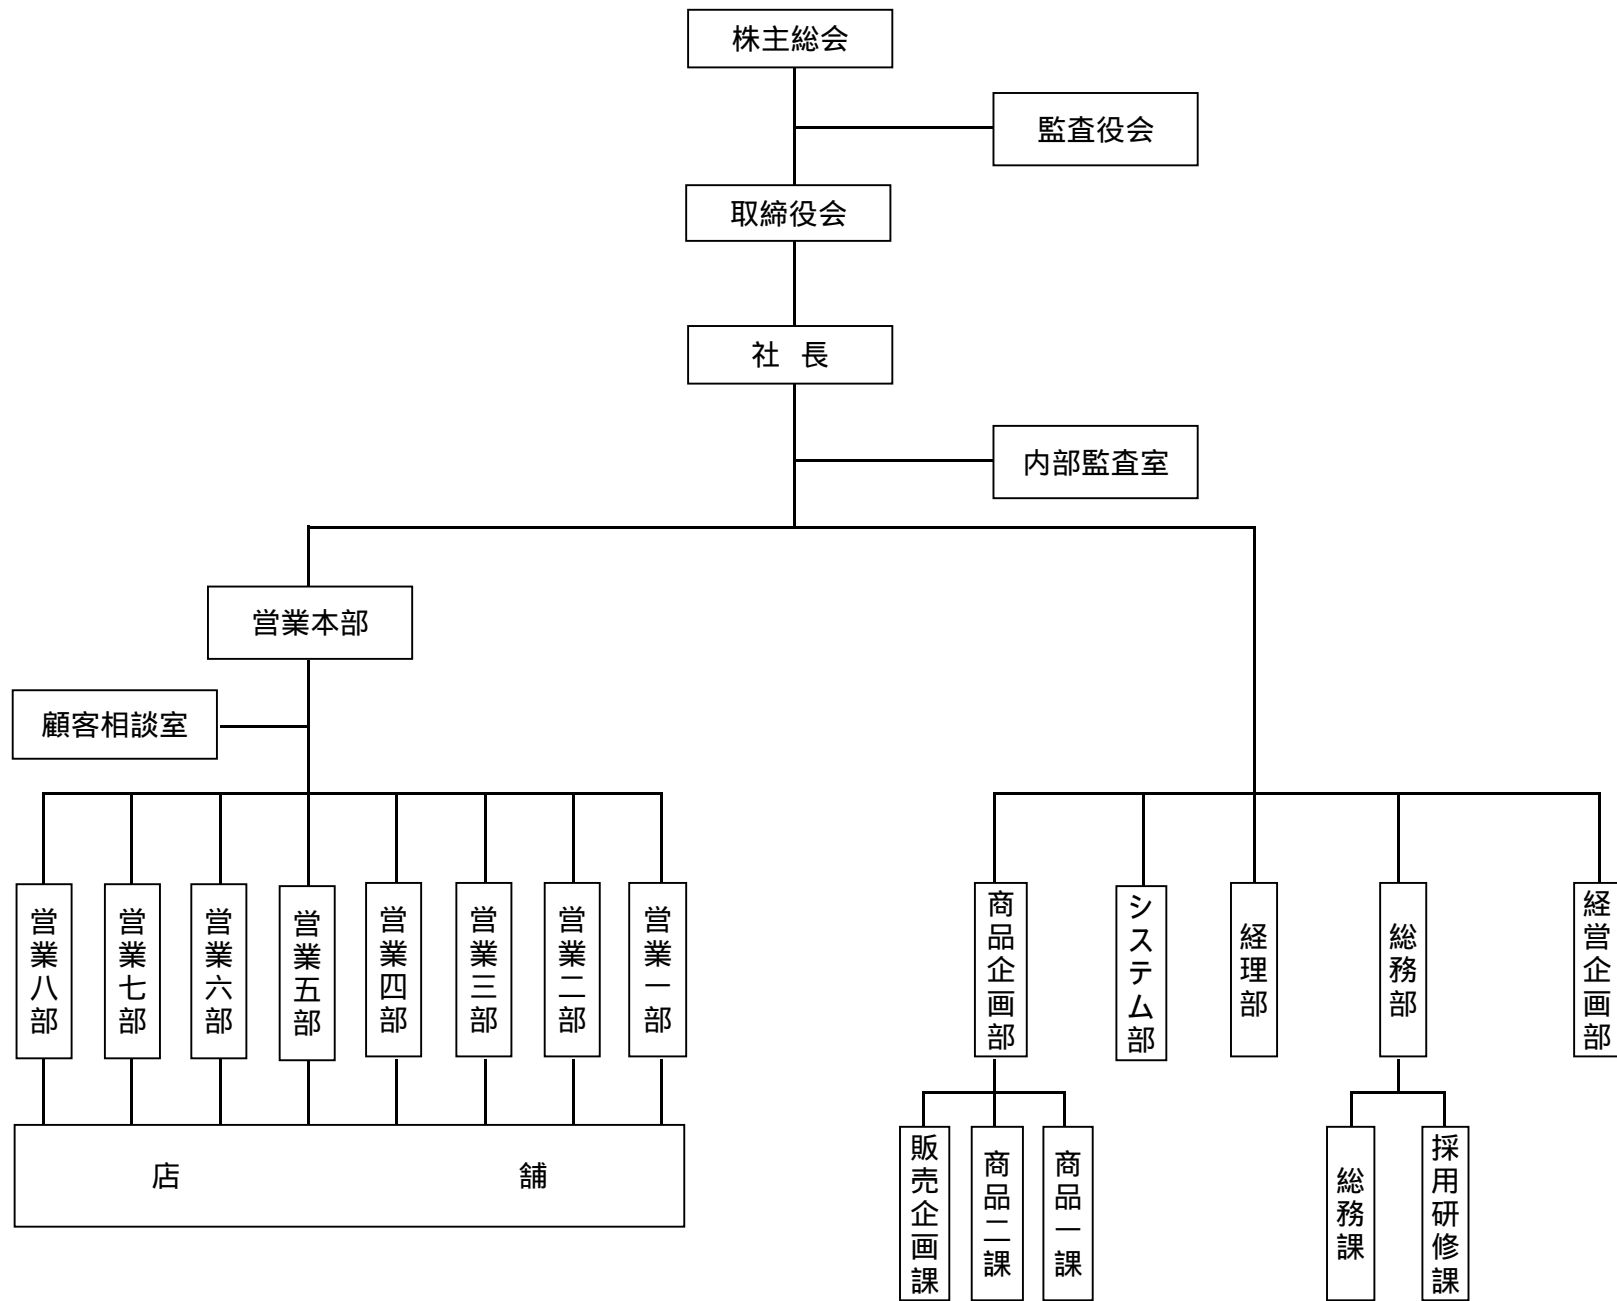 株主総会
監査役会
取締役会
社 長
内部監査室
営業本部
顧客相談室
営業八部
営業七部
営業六部
営業五部
営業四部
営業三部
営業二部
営業一部
商品企画部
システム部
経理部
総務部
経営企画部
店 舗
販売企画課
商品二課
商品一課
総務課
採用研修課